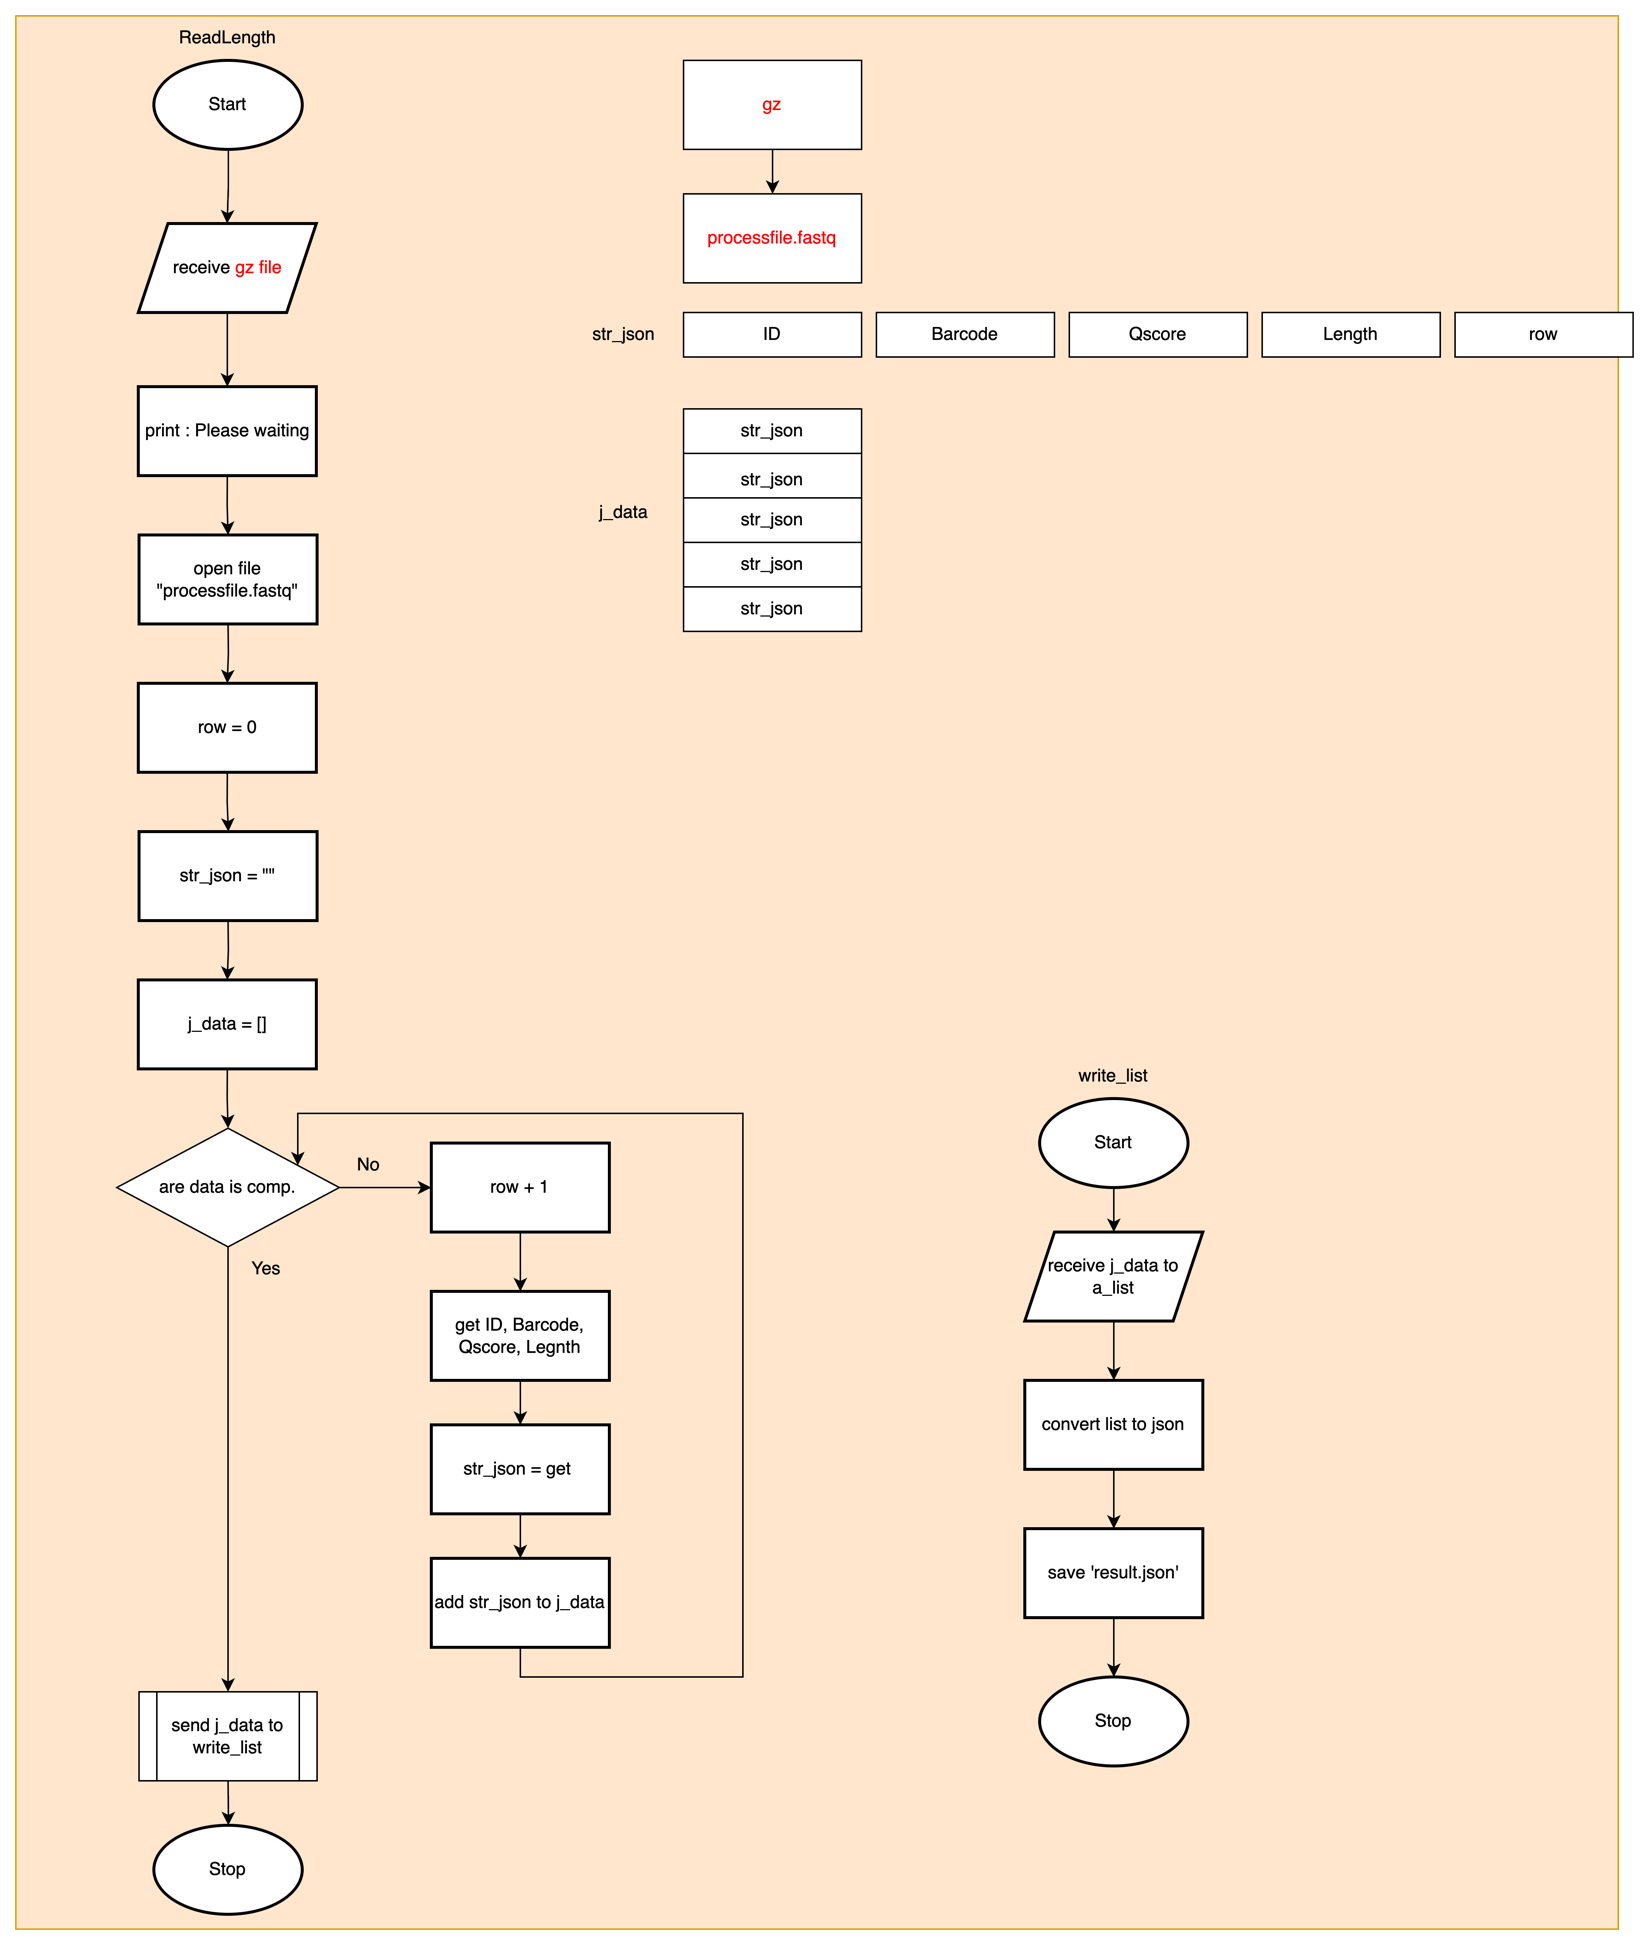 ReadLength
Start
receive gz file
print : Please waiting
open file
"processfile.fastq"
row = 0
str_json = ""
j_data = []
are data is comp.
No
Yes
row + 1
get ID, Barcode,
Qscore, Legnth
str_json = get
add str_json to j_data
send j_data to
write_list
Stop
gz
processfile.fastq
str_json
ID
Barcode
Qscore
Length
row
j_data
str_json
str_json
str_json
str_json
str_json
write_list
Start
receive j_data to
a_list
convert list to json
save 'result.json'
Stop